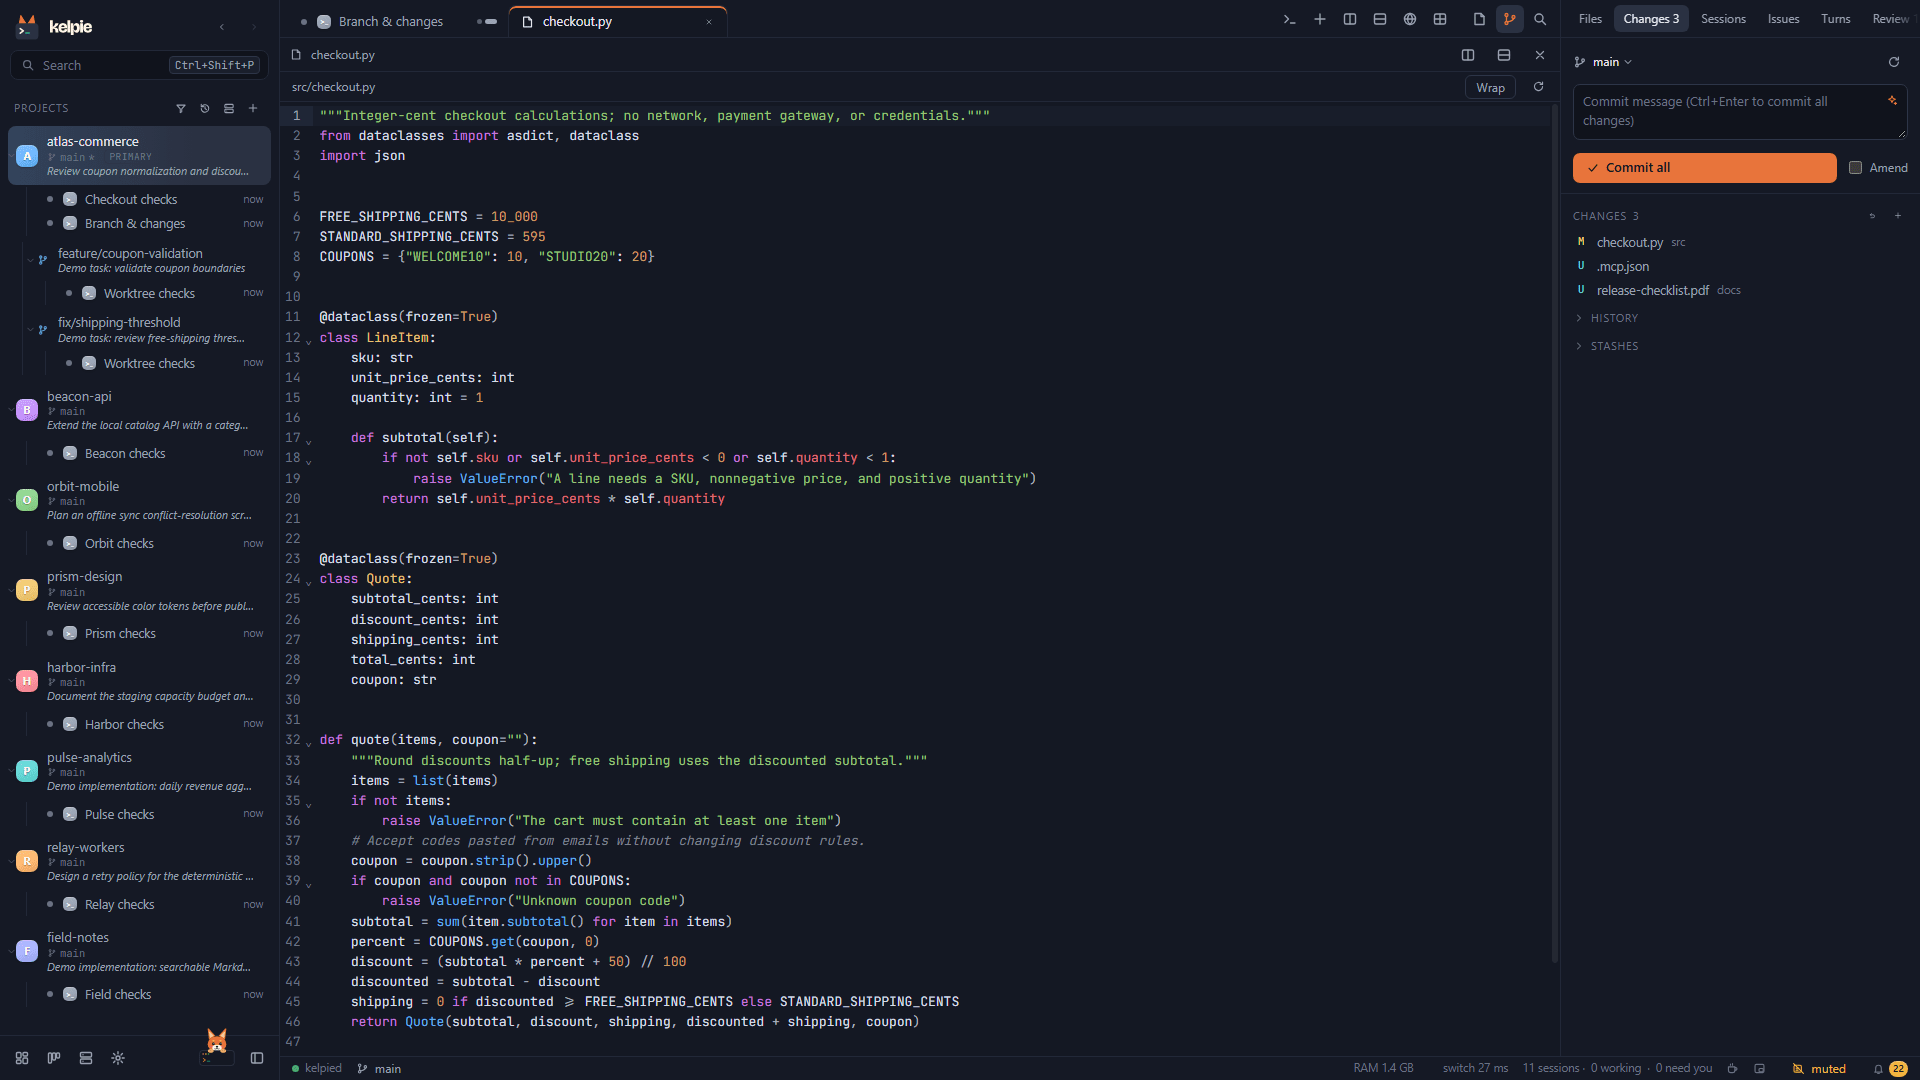 kelpie
Search Ctrl+Shift+P
PROJECTS
A atlas-commerce
main * PRIMARY
Review coupon normalization and discou...
Checkout checks now
Branch & changes now
feature/coupon-validation
Demo task: validate coupon boundaries
Worktree checks now
fix/shipping-threshold
Demo task: review free-shipping thres...
Worktree checks now
B beacon-api
main
Extend the local catalog API with a categ...
Beacon checks now
O orbit-mobile
main
Plan an offline sync conflict-resolution scr...
Orbit checks now
P prism-design
main
Review accessible color tokens before publ...
Prism checks now
H harbor-infra
main
Document the staging capacity budget an...
Harbor checks now
P pulse-analytics
main
Demo implementation: daily revenue agg...
Pulse checks now
R relay-workers
main
Design a retry policy for the deterministic ...
Relay checks now
F field-notes
main
Demo implementation: searchable Markd...
Field checks now
Branch & changes
checkout.py ×
checkout.py
src/checkout.py Wrap
1 """Integer-cent checkout calculations; no network, payment gateway, or credentials."""
2 from dataclasses import asdict, dataclass
3 import json
4
5
6 FREE_SHIPPING_CENTS = 10_000
7 STANDARD_SHIPPING_CENTS = 595
8 COUPONS = {"WELCOME10": 10, "STUDIO20": 20}
9
10
11 @dataclass(frozen=True)
12 class LineItem:
13     sku: str
14     unit_price_cents: int
15     quantity: int = 1
16
17     def subtotal(self):
18         if not self.sku or self.unit_price_cents < 0 or self.quantity < 1:
19             raise ValueError("A line needs a SKU, nonnegative price, and positive quantity")
20         return self.unit_price_cents * self.quantity
21
22
23 @dataclass(frozen=True)
24 class Quote:
25     subtotal_cents: int
26     discount_cents: int
27     shipping_cents: int
28     total_cents: int
29     coupon: str
30
31
32 def quote(items, coupon=""):
33     """Round discounts half-up; free shipping uses the discounted subtotal."""
34     items = list(items)
35     if not items:
36         raise ValueError("The cart must contain at least one item")
37     # Accept codes pasted from emails without changing discount rules.
38     coupon = coupon.strip().upper()
39     if coupon and coupon not in COUPONS:
40         raise ValueError("Unknown coupon code")
41     subtotal = sum(item.subtotal() for item in items)
42     percent = COUPONS.get(coupon, 0)
43     discount = (subtotal * percent + 50) // 100
44     discounted = subtotal - discount
45     shipping = 0 if discounted >= FREE_SHIPPING_CENTS else STANDARD_SHIPPING_CENTS
46     return Quote(subtotal, discount, shipping, discounted + shipping, coupon)
47
Files Changes 3 Sessions Issues Turns Review
main
Commit message (Ctrl+Enter to commit all
changes)
Commit all Amend
CHANGES 3
M checkout.py src
U .mcp.json
U release-checklist.pdf docs
HISTORY
STASHES
kelpied main RAM 1.4 GB switch 27 ms 11 sessions · 0 working · 0 need you muted 22